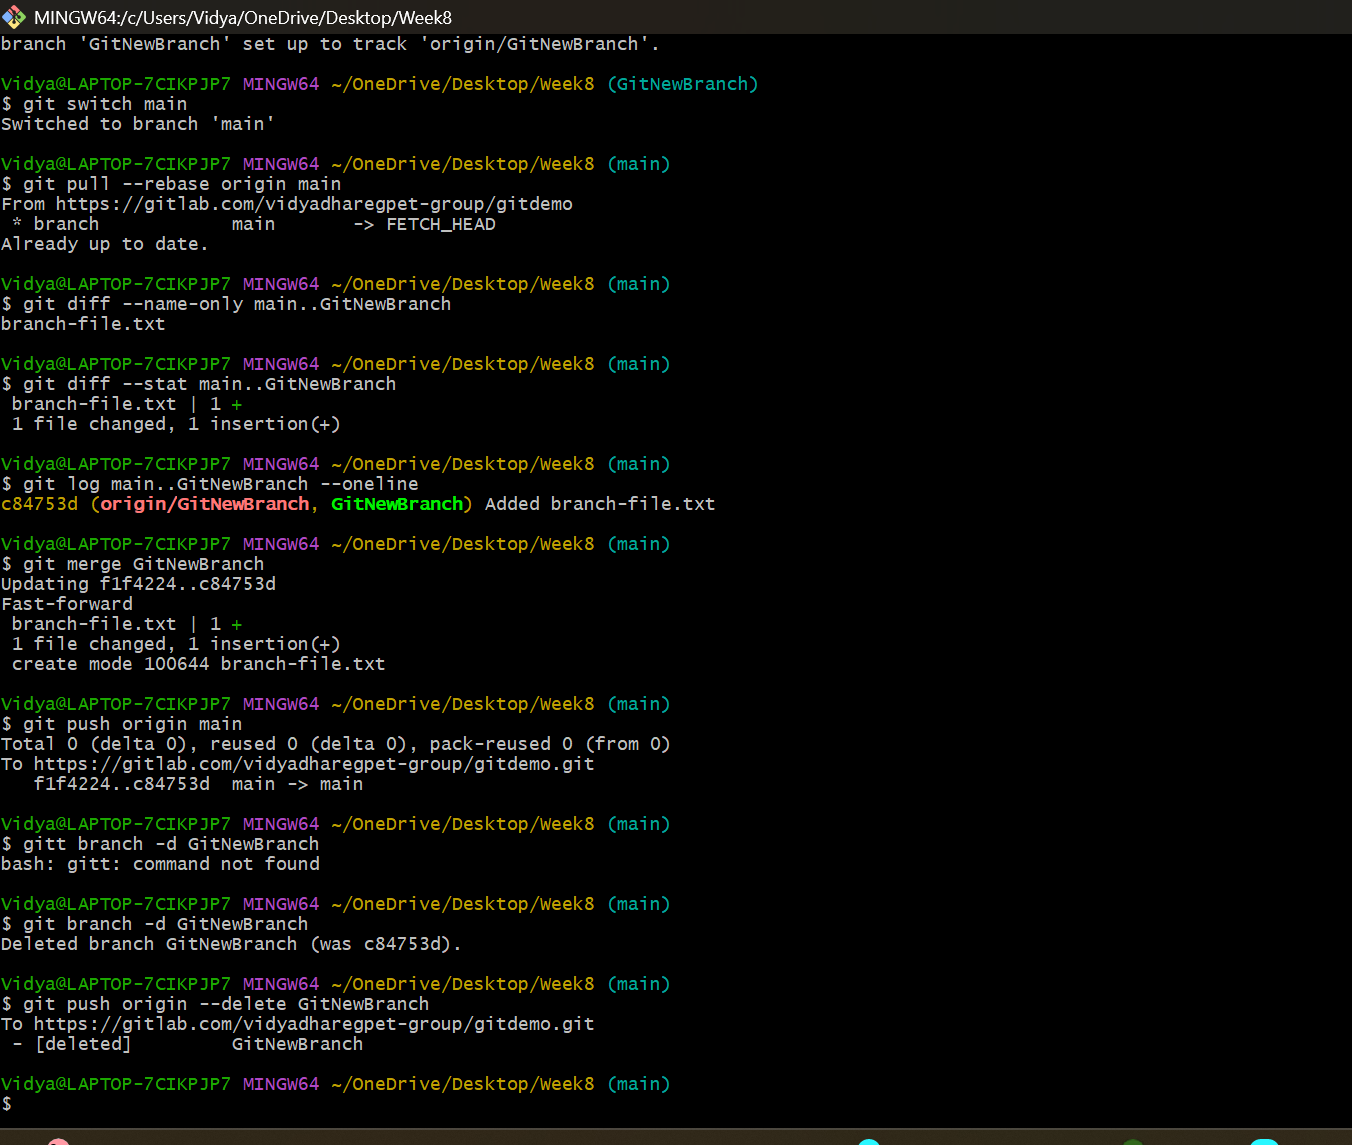 MINGW64:/c/Users/Vidya/OneDrive/Desktop/Week8
branch 'GitNewBranch' set up to track 'origin/GitNewBranch'.
Vidya@LAPTOP-7CIKPJP7 MINGW64 ~/OneDrive/Desktop/Week8 (GitNewBranch)
$ git switch main
Switched to branch 'main'
Vidya@LAPTOP-7CIKPJP7 MINGW64 ~/OneDrive/Desktop/Week8 (main)
$ git pull --rebase origin main
From https://gitlab.com/vidyadharegpet-group/gitdemo
 * branch            main       -> FETCH_HEAD
Already up to date.
Vidya@LAPTOP-7CIKPJP7 MINGW64 ~/OneDrive/Desktop/Week8 (main)
$ git diff --name-only main..GitNewBranch
branch-file.txt
Vidya@LAPTOP-7CIKPJP7 MINGW64 ~/OneDrive/Desktop/Week8 (main)
$ git diff --stat main..GitNewBranch
 branch-file.txt | 1 +
 1 file changed, 1 insertion(+)
Vidya@LAPTOP-7CIKPJP7 MINGW64 ~/OneDrive/Desktop/Week8 (main)
$ git log main..GitNewBranch --oneline
c84753d (origin/GitNewBranch, GitNewBranch) Added branch-file.txt
Vidya@LAPTOP-7CIKPJP7 MINGW64 ~/OneDrive/Desktop/Week8 (main)
$ git merge GitNewBranch
Updating f1f4224..c84753d
Fast-forward
 branch-file.txt | 1 +
 1 file changed, 1 insertion(+)
 create mode 100644 branch-file.txt
Vidya@LAPTOP-7CIKPJP7 MINGW64 ~/OneDrive/Desktop/Week8 (main)
$ git push origin main
Total 0 (delta 0), reused 0 (delta 0), pack-reused 0 (from 0)
To https://gitlab.com/vidyadharegpet-group/gitdemo.git
   f1f4224..c84753d  main -> main
Vidya@LAPTOP-7CIKPJP7 MINGW64 ~/OneDrive/Desktop/Week8 (main)
$ gitt branch -d GitNewBranch
bash: gitt: command not found
Vidya@LAPTOP-7CIKPJP7 MINGW64 ~/OneDrive/Desktop/Week8 (main)
$ git branch -d GitNewBranch
Deleted branch GitNewBranch (was c84753d).
Vidya@LAPTOP-7CIKPJP7 MINGW64 ~/OneDrive/Desktop/Week8 (main)
$ git push origin --delete GitNewBranch
To https://gitlab.com/vidyadharegpet-group/gitdemo.git
 - [deleted]         GitNewBranch
Vidya@LAPTOP-7CIKPJP7 MINGW64 ~/OneDrive/Desktop/Week8 (main)
$